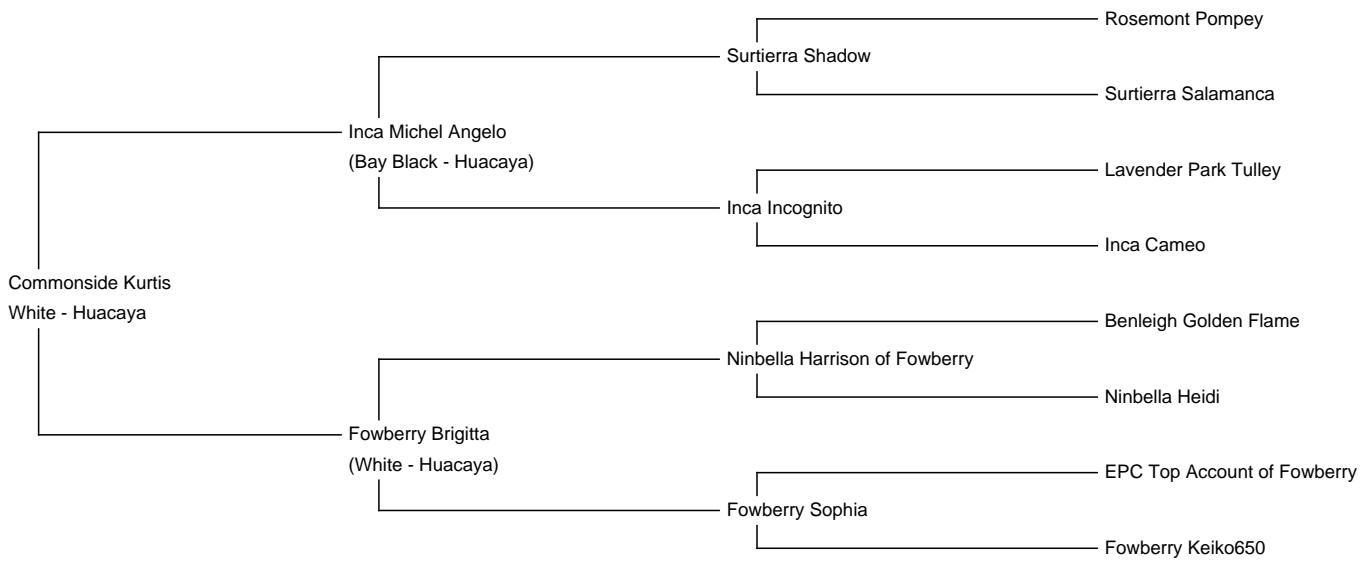 Rosemont Pompey
Surtierra Shadow
Surtierra Salamanca
Inca Michel Angelo
(Bay Black - Huacaya)
Lavender Park Tulley
Inca Incognito
Inca Cameo
Commonside Kurtis
White - Huacaya
Benleigh Golden Flame
Ninbella Harrison of Fowberry
Ninbella Heidi
Fowberry Brigitta
(White - Huacaya)
EPC Top Account of Fowberry
Fowberry Sophia
Fowberry Keiko650